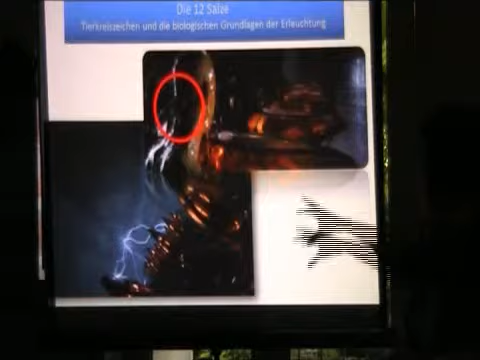 Die 12 Salze
Tierkreiszeichen und die biologischen Grundlagen der Erleuchtung